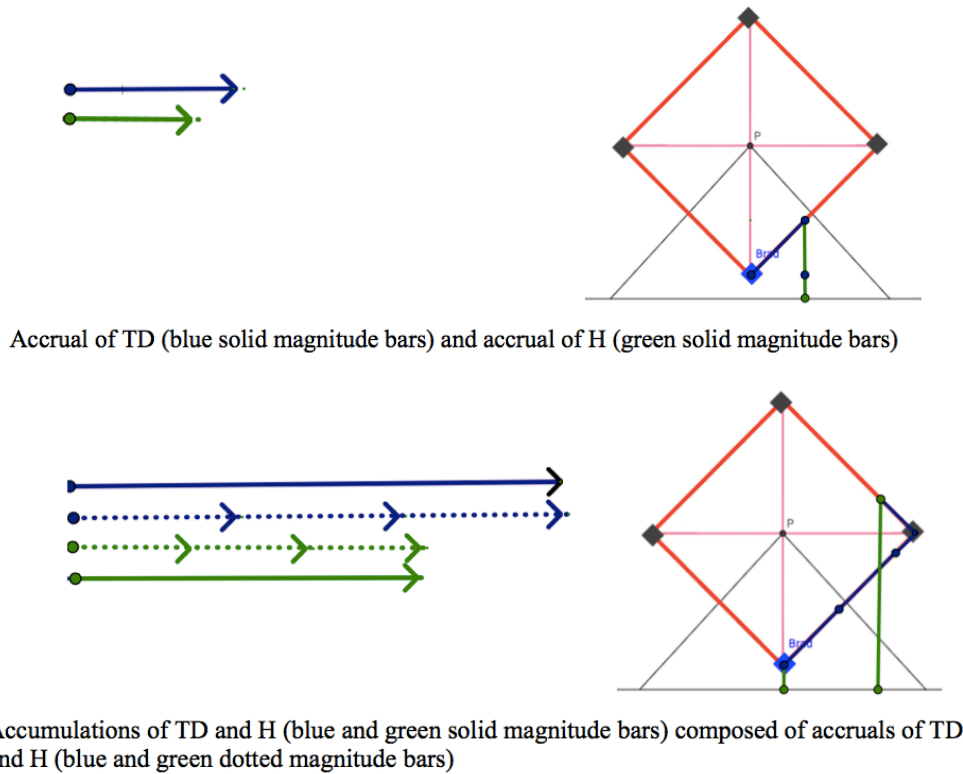 P
Brad
Accrual of TD (blue solid magnitude bars) and accrual of H (green solid magnitude bars)
P
Brad
ccumulations of TD and H (blue and green solid magnitude bars) composed of accruals of TD
nd H (blue and green dotted magnitude bars)